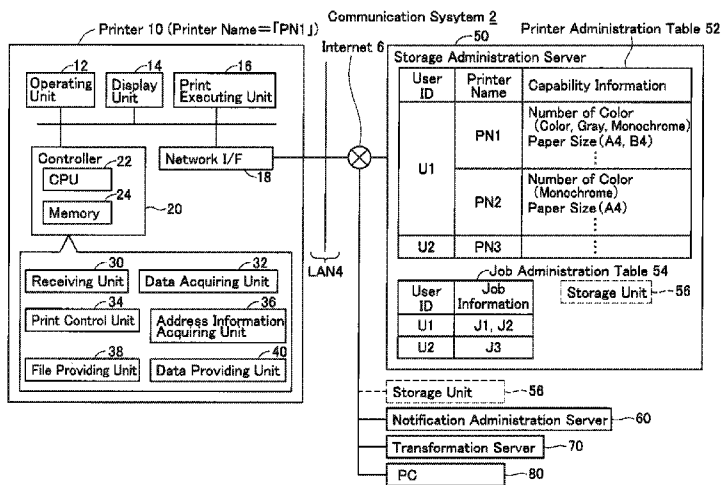 Communication Sysytem 2
Printer 10 (Printer Name=「PN1」)
Internet 6
50
Printer Administration Table 52
12
14
16
Operating
Unit
Display
Unit
Print
Executing Unit
Controller
22
CPU
24
Memory
20
Network I/F
18
LAN4
30
Receiving Unit
32
Data Acquiring Unit
34
Print Control Unit
36
Address Information
Acquiring Unit
38
File Providing Unit
40
Data Providing Unit
Storage Administration Server
User
ID
Printer
Name
Capability Information
U1
PN1
Number of Color
(Color, Gray, Monochrome)
Paper Size(A4, B4)
⋮
PN2
Number of Color
(Monochrome)
Paper Size(A4)
⋮
U2
PN3
⋮
Job Administration Table 54
User
ID
Job
Information
U1
J1, J2
U2
J3
Storage Unit
56
Storage Unit
56
Notification Administration Server
60
Transformation Server
70
PC
80